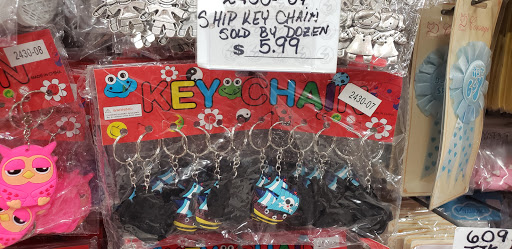 2430-07
SHIP KEY CHAIN
SOLD BY DOZEN
$ 5.99
2430-08
KEY CHAIN
2430-07
609